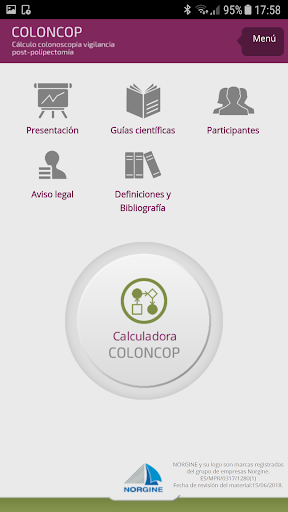 95% 17:58
COLONCOP
Cálculo colonoscopia vigilancia
post-polipectomía
Menú
Presentación
Guías científicas
Participantes
Aviso legal
Definiciones y
Bibliografía
Calculadora
COLONCOP
NORGINE y su logo son marcas registradas
del grupo de empresas Norgine.
ES/MPR/0317/1280(1)
Fecha de revisión del material:15/06/2018.
NORGINE